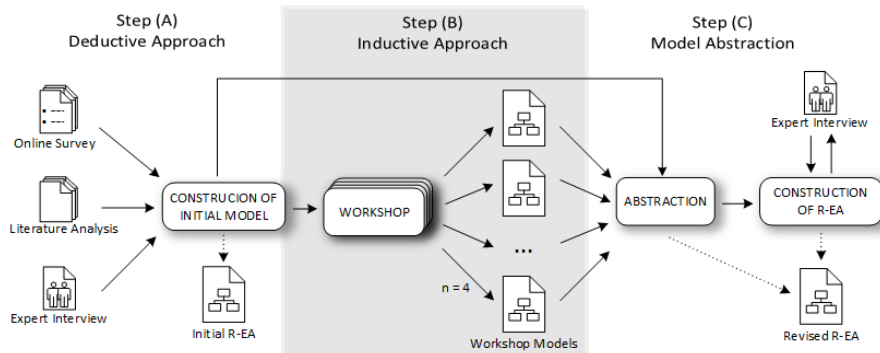 Step (A)
Deductive Approach
Step (B)
Inductive Approach
Step (C)
Model Abstraction
Online Survey
Literature Analysis
Expert Interview
CONSTRUCION OF
INITIAL MODEL
Initial R-EA
WORKSHOP
...
n = 4
Workshop Models
ABSTRACTION
Expert Interview
CONSTRUCTION
OF R-EA
Revised R-EA